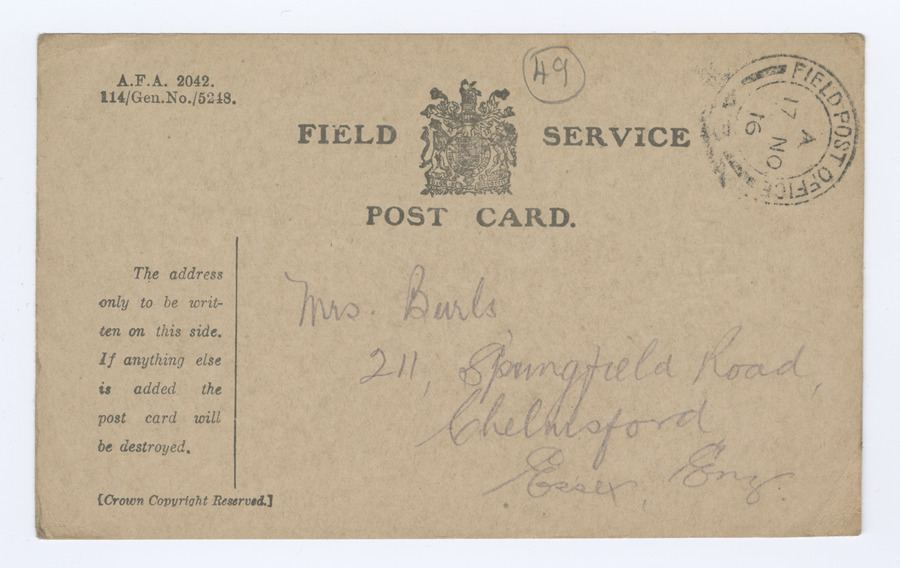 A.F.A. 2042.
114/Gen.No./5248.
49
FIELD SERVICE
POST CARD.
FIELD POST OFFICE
A
17 NO
16
The address
only to be writ-
ten on this side.
If anything else
is added the
post card will
be destroyed.
[Crown Copyright Reserved.]
Mrs. Burls
211, Springfield Road,
Chelmsford
Essex, Eng.